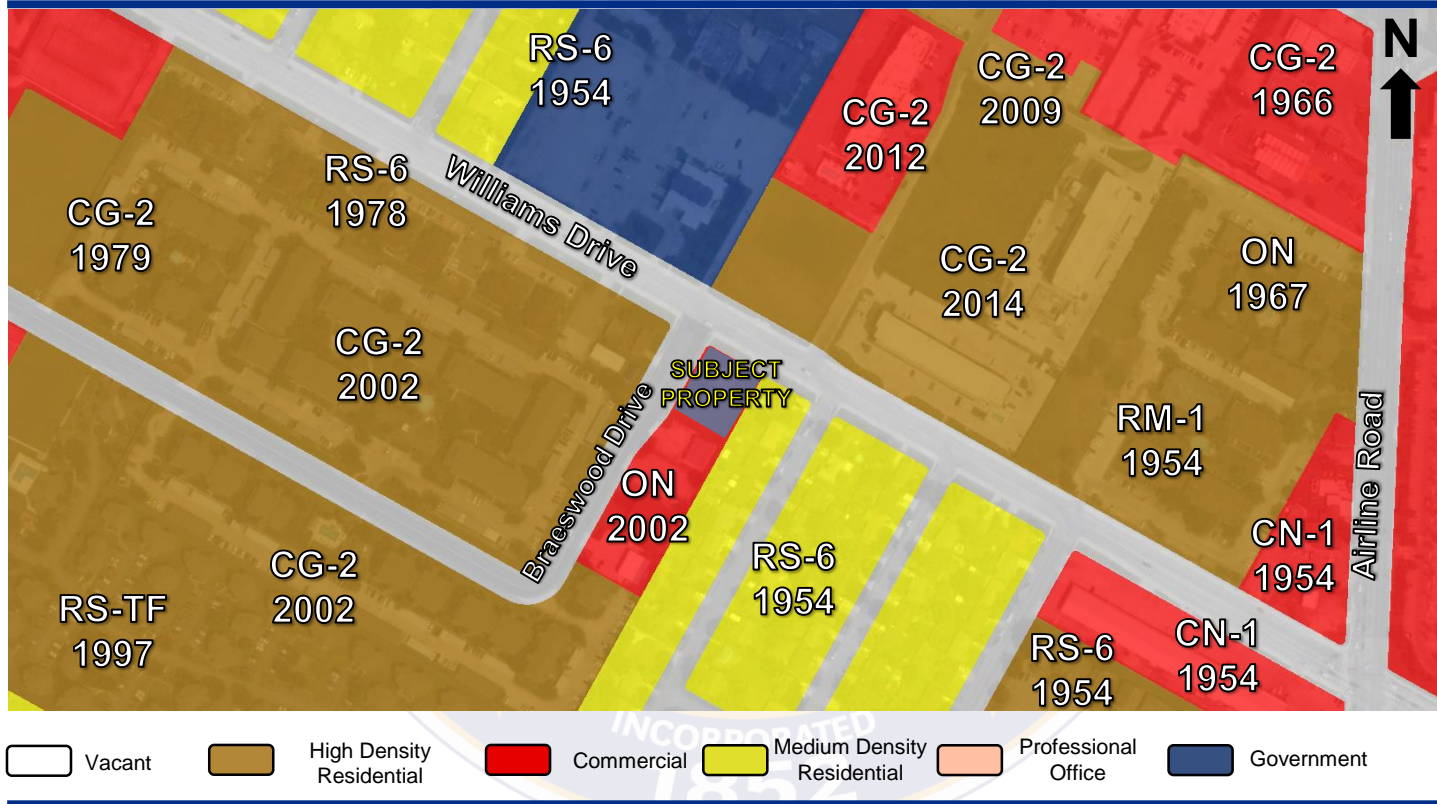 N
RS-6
1954
CG-2
2009
CG-2
1966
CG-2
2012
RS-6
1978
Williams Drive
CG-2
1979
CG-2
2014
ON
1967
CG-2
2002
SUBJECT
PROPERTY
Braeswood Drive
RM-1
1954
Airline Road
ON
2002
CG-2
2002
RS-6
1954
CN-1
1954
RS-TF
1997
RS-6
1954
CN-1
1954
INCORPORATED
1852
Vacant
High Density
Residential
Commercial
Medium Density
Residential
Professional
Office
Government